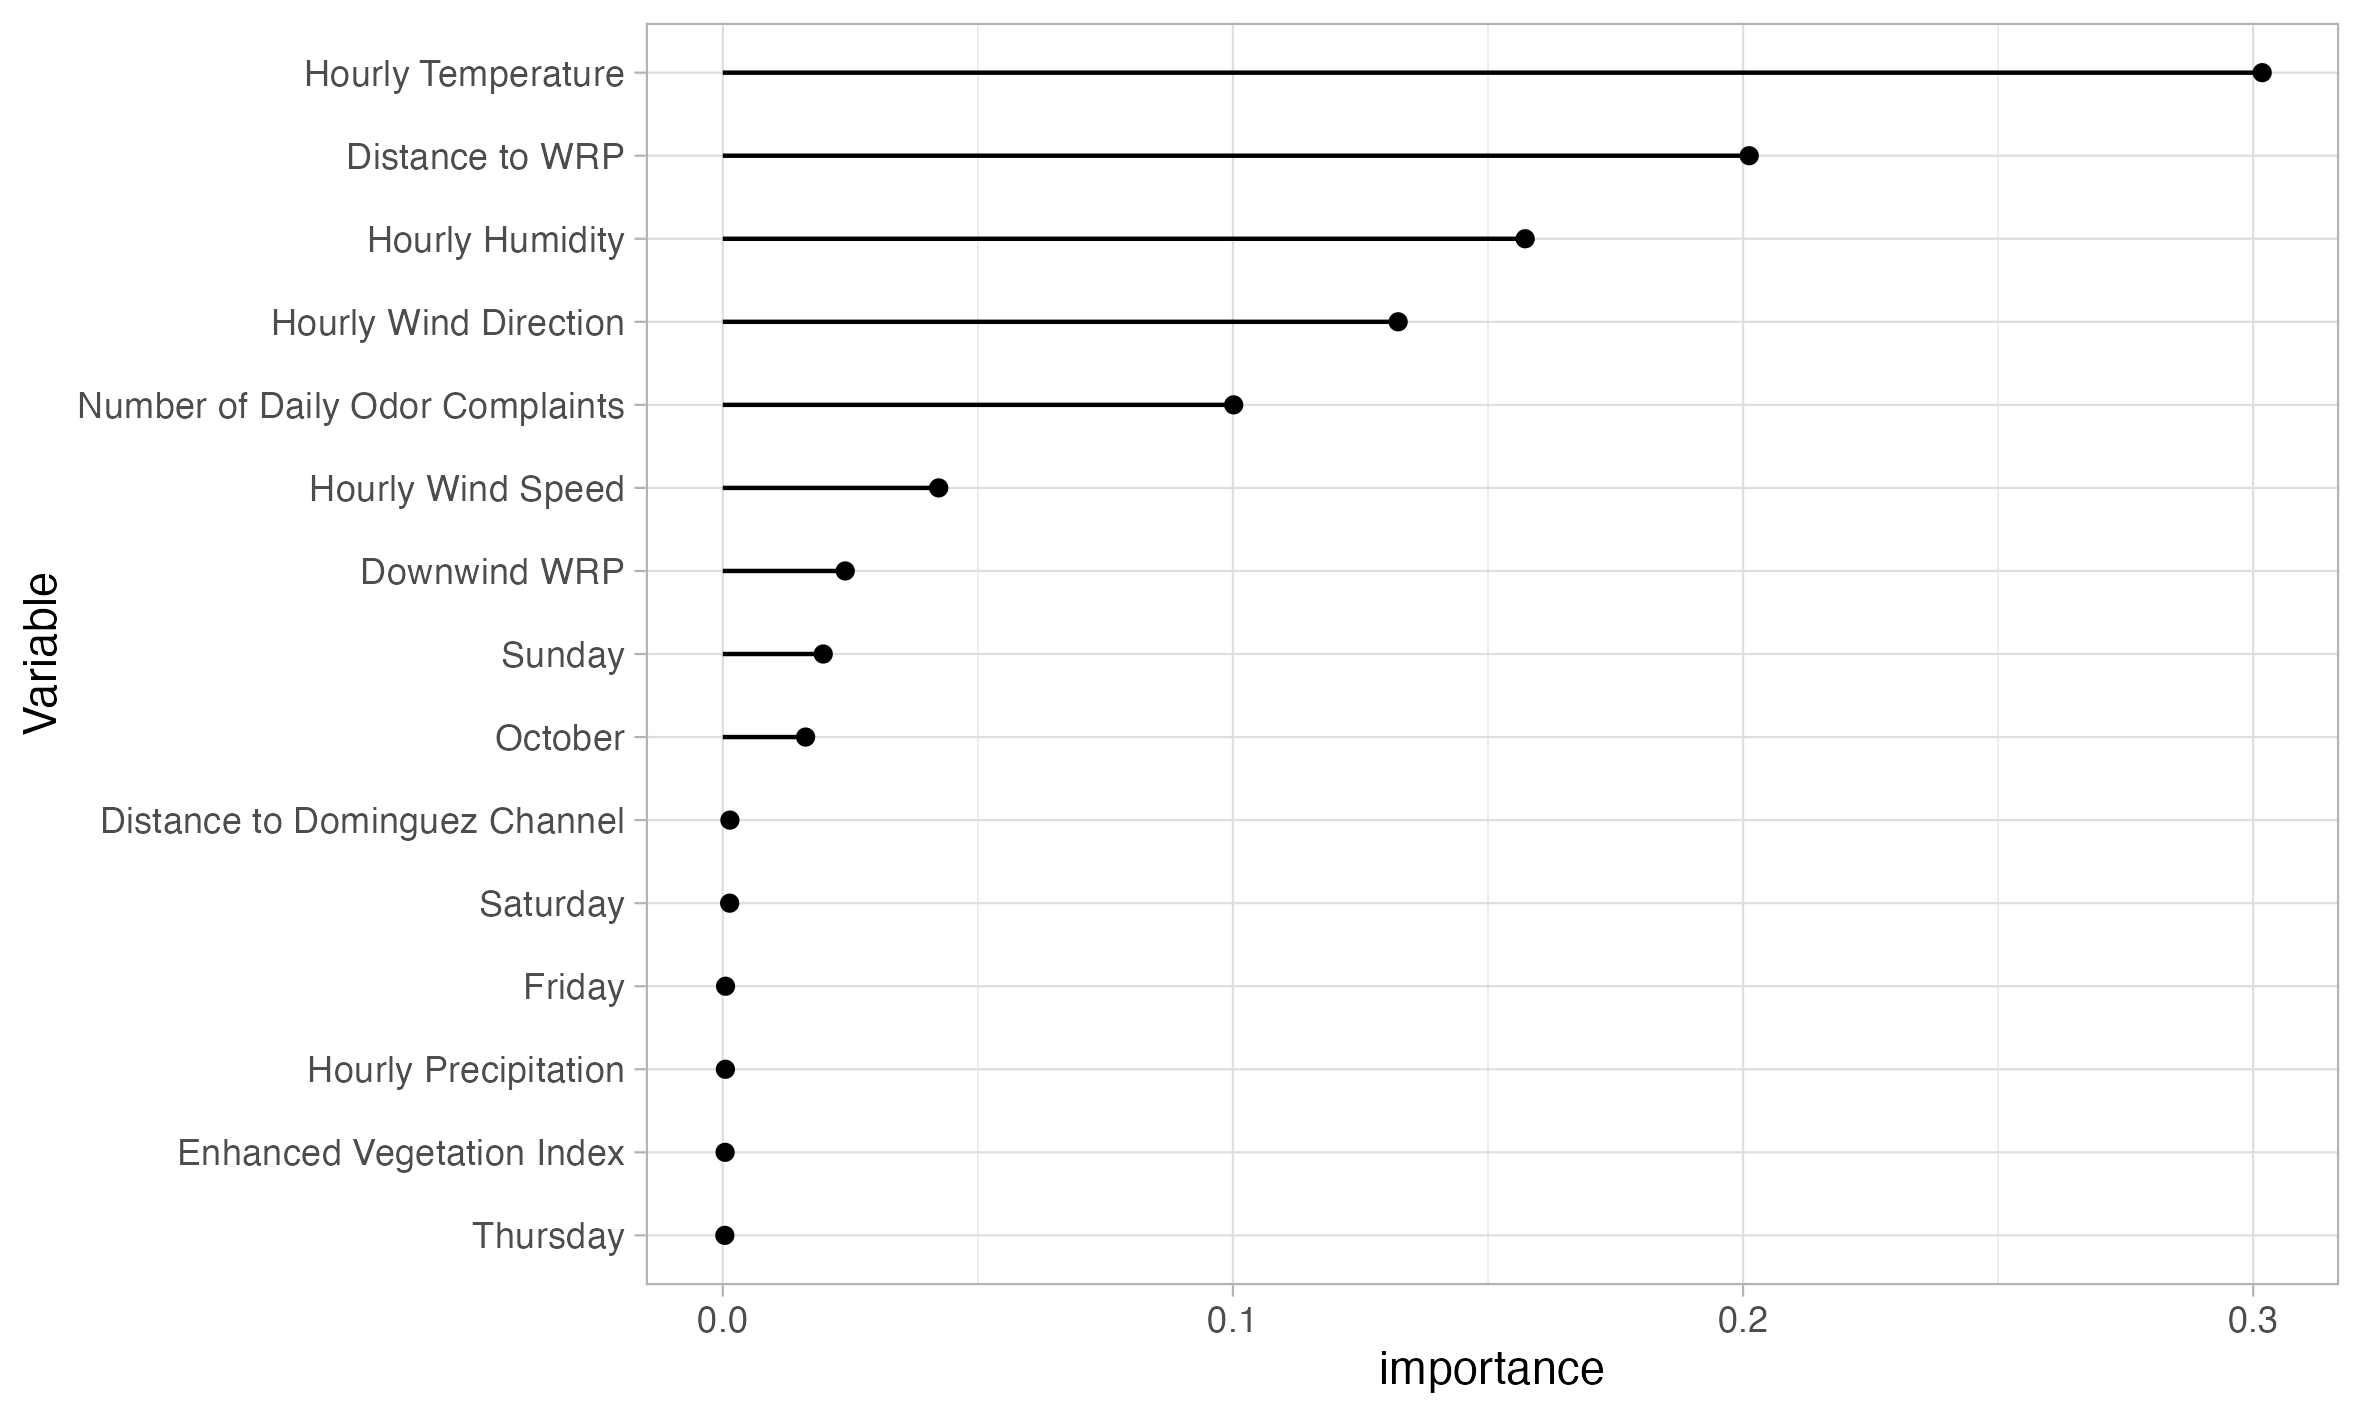 Hourly Temperature
Distance to WRP
Hourly Humidity
Hourly Wind Direction
Number of Daily Odor Complaints
Hourly Wind Speed
Downwind WRP
Sunday
October
Distance to Dominguez Channel
Saturday
Friday
Hourly Precipitation
Enhanced Vegetation Index
Thursday
Variable
0.0 0.1 0.2 0.3
importance